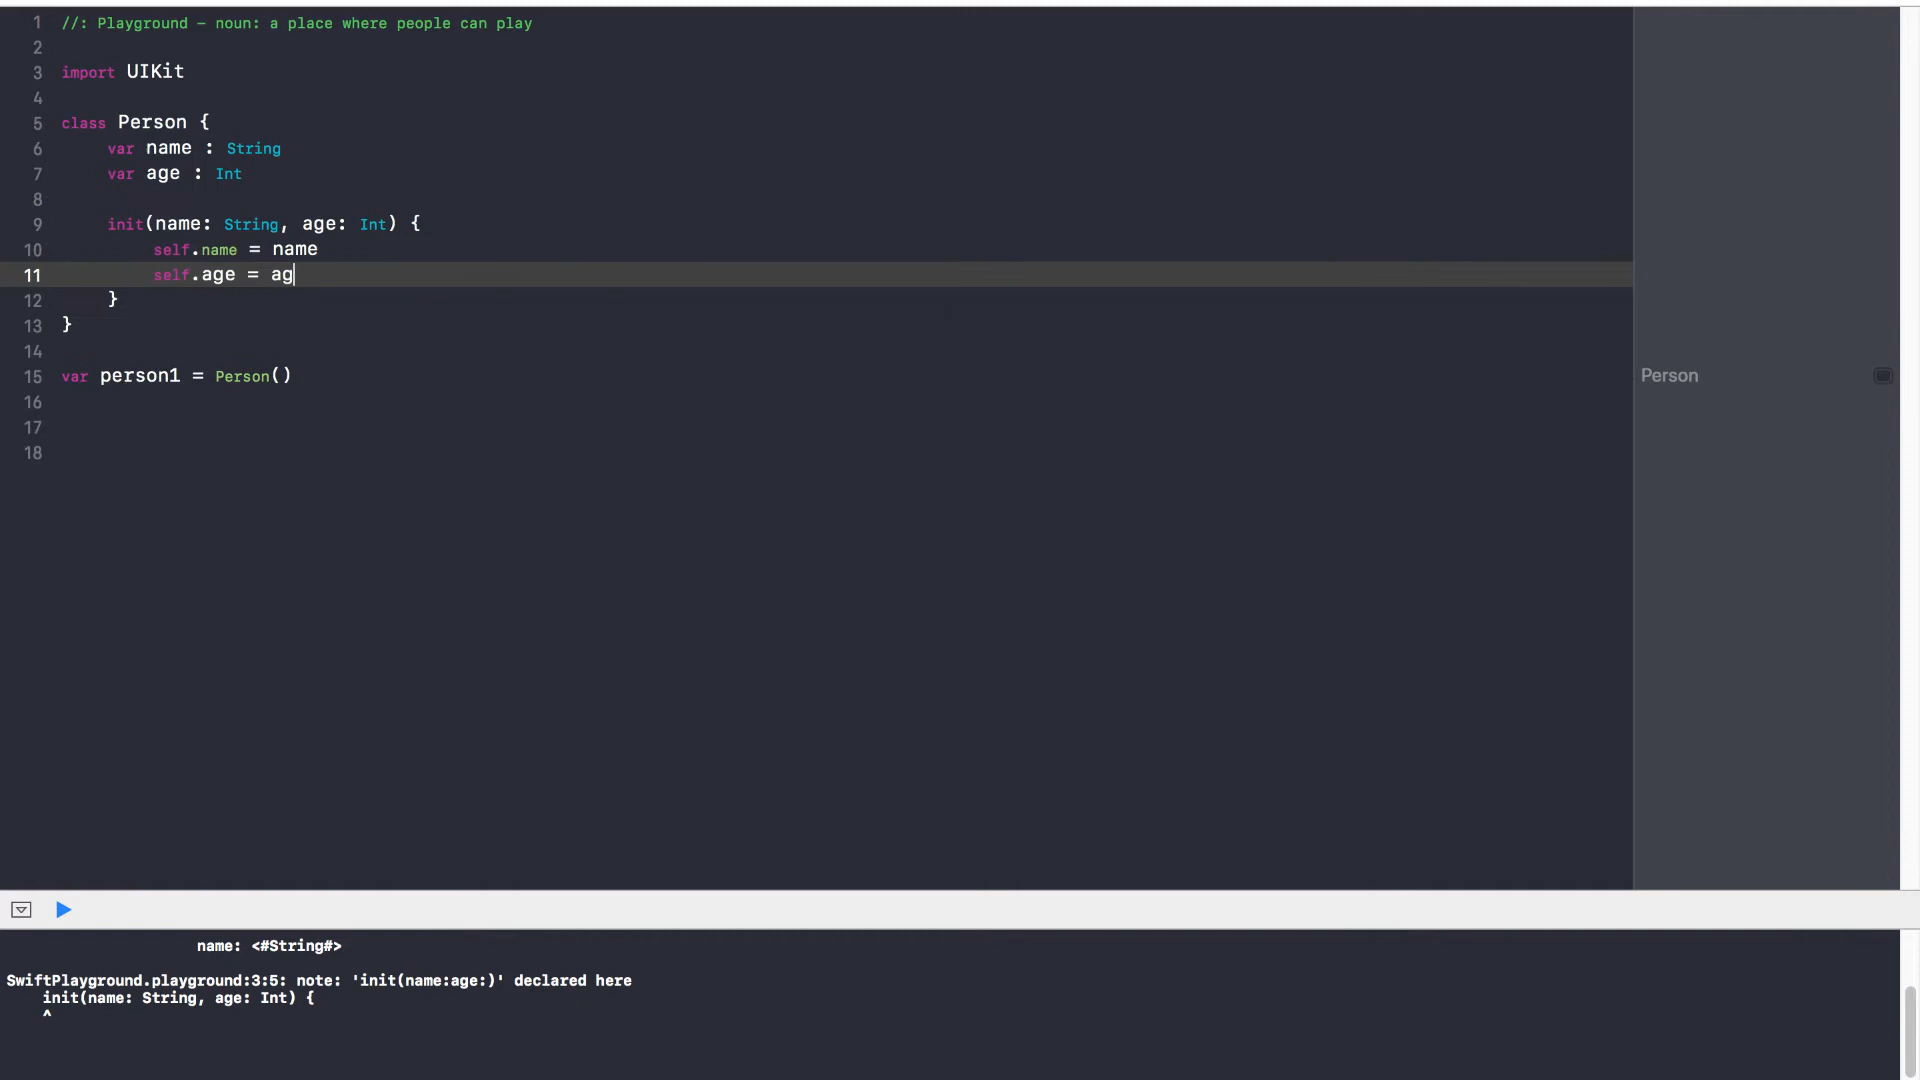 1 //: Playground – noun: a place where people can play
2
3 import UIKit
4
5 class Person {
6 var name : String
7 var age : Int
8
9 init(name: String, age: Int) {
10 self.name = name
11 self.age = ag
12 }
13 }
14
15 var person1 = Person() Person
16
17
18
name: <#String#>
SwiftPlayground.playground:3:5: note: 'init(name:age:)' declared here
init(name: String, age: Int) {
^